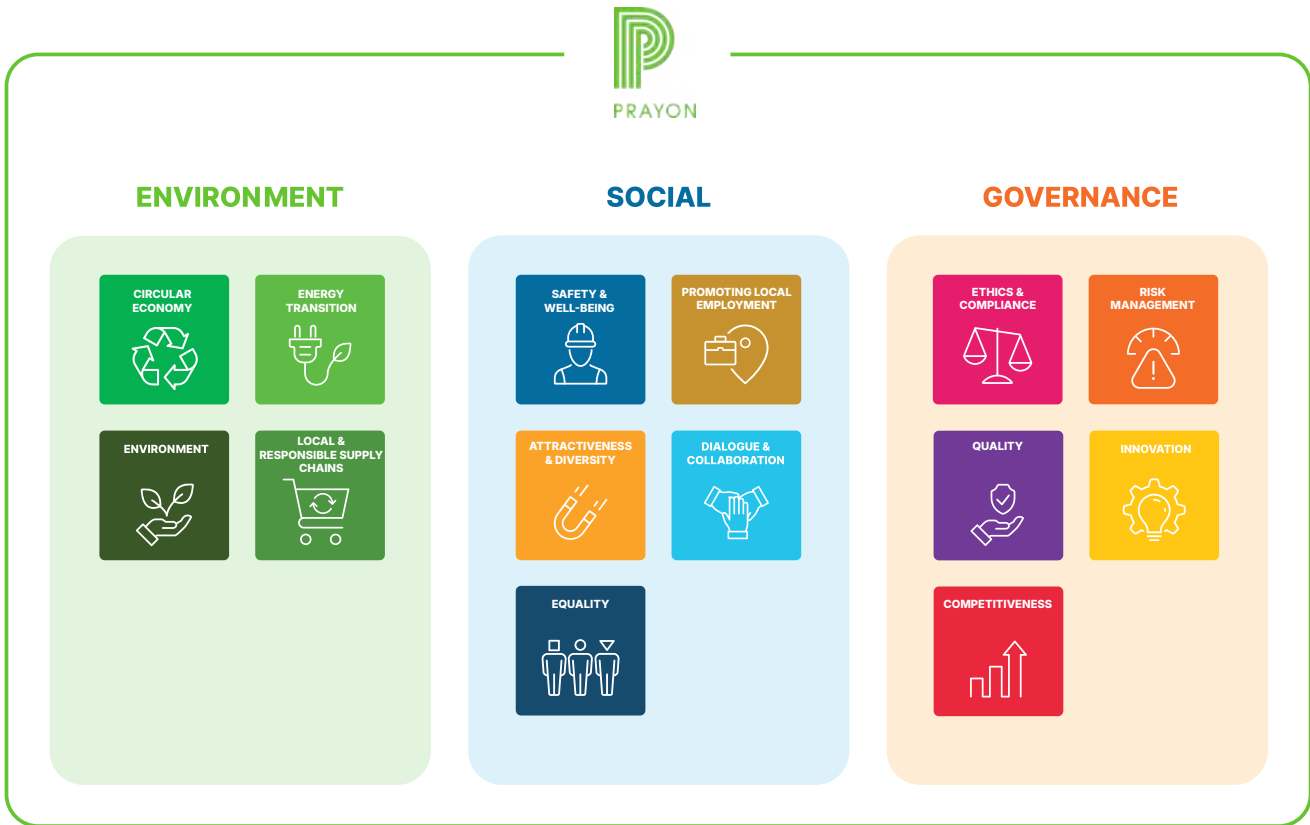 PRAYON
ENVIRONMENT
CIRCULAR
ECONOMY
ENERGY
TRANSITION
ENVIRONMENT
LOCAL &
RESPONSIBLE SUPPLY
CHAINS
SOCIAL
SAFETY &
WELL-BEING
PROMOTING LOCAL
EMPLOYMENT
ATTRACTIVENESS
& DIVERSITY
DIALOGUE &
COLLABORATION
EQUALITY
GOVERNANCE
ETHICS &
COMPLIANCE
RISK
MANAGEMENT
QUALITY
INNOVATION
COMPETITIVENESS